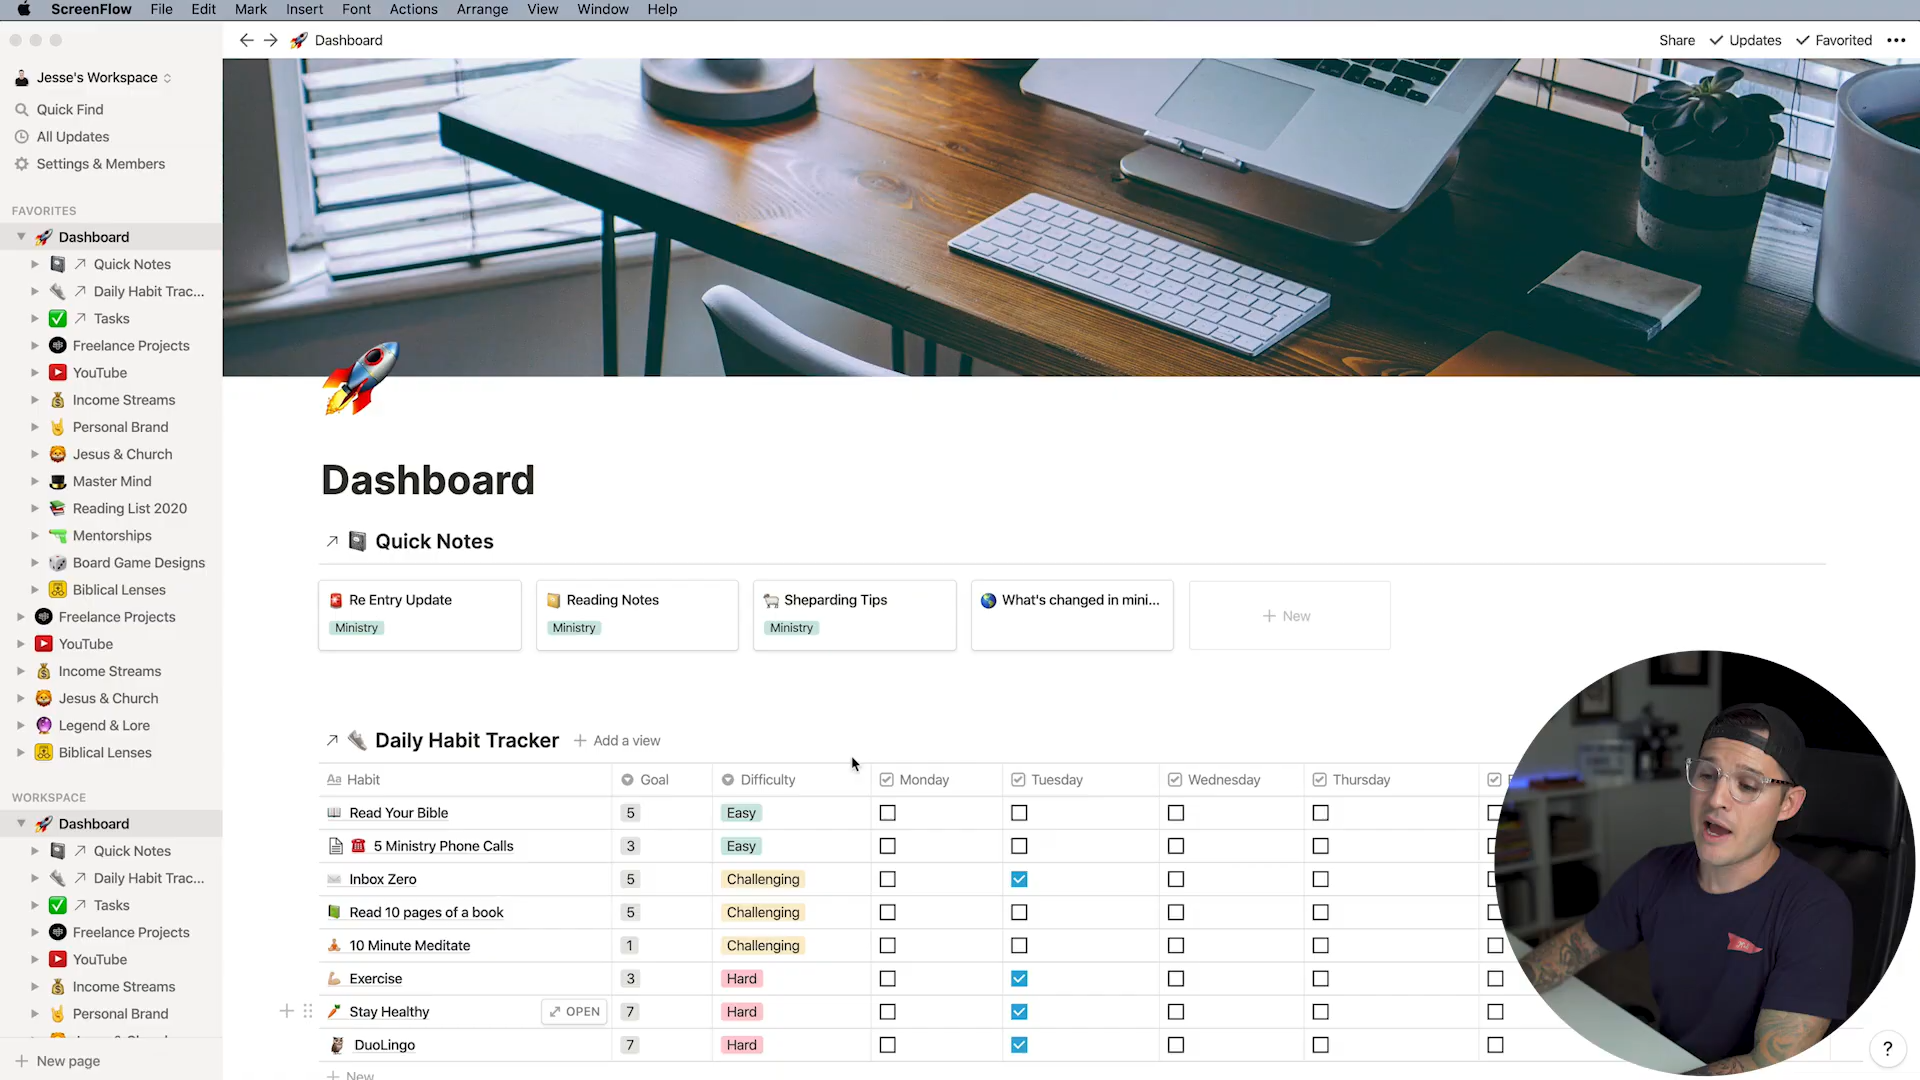 ScreenFlow File Edit Mark Insert Font Actions Arrange View Window Help
Dashboard
Share Updates Favorited
Jesse's Workspace
Quick Find
All Updates
Settings & Members
FAVORITES
Dashboard
Quick Notes
Daily Habit Trac...
Tasks
Freelance Projects
YouTube
Income Streams
Personal Brand
Jesus & Church
Master Mind
Reading List 2020
Mentorships
Board Game Designs
Biblical Lenses
Freelance Projects
YouTube
Income Streams
Jesus & Church
Legend & Lore
Biblical Lenses
WORKSPACE
Dashboard
Quick Notes
Daily Habit Trac...
Tasks
Freelance Projects
YouTube
Income Streams
Personal Brand
New page
Dashboard
Quick Notes
Re Entry Update
Ministry
Reading Notes
Ministry
Sheparding Tips
Ministry
What's changed in mini...
New
Daily Habit Tracker Add a view
Aa Habit Goal Difficulty Monday Tuesday Wednesday Thursday
Read Your Bible 5 Easy
5 Ministry Phone Calls 3 Easy
Inbox Zero 5 Challenging
Read 10 pages of a book 5 Challenging
10 Minute Meditate 1 Challenging
Exercise 3 Hard
Stay Healthy OPEN 7 Hard
DuoLingo 7 Hard
New
?